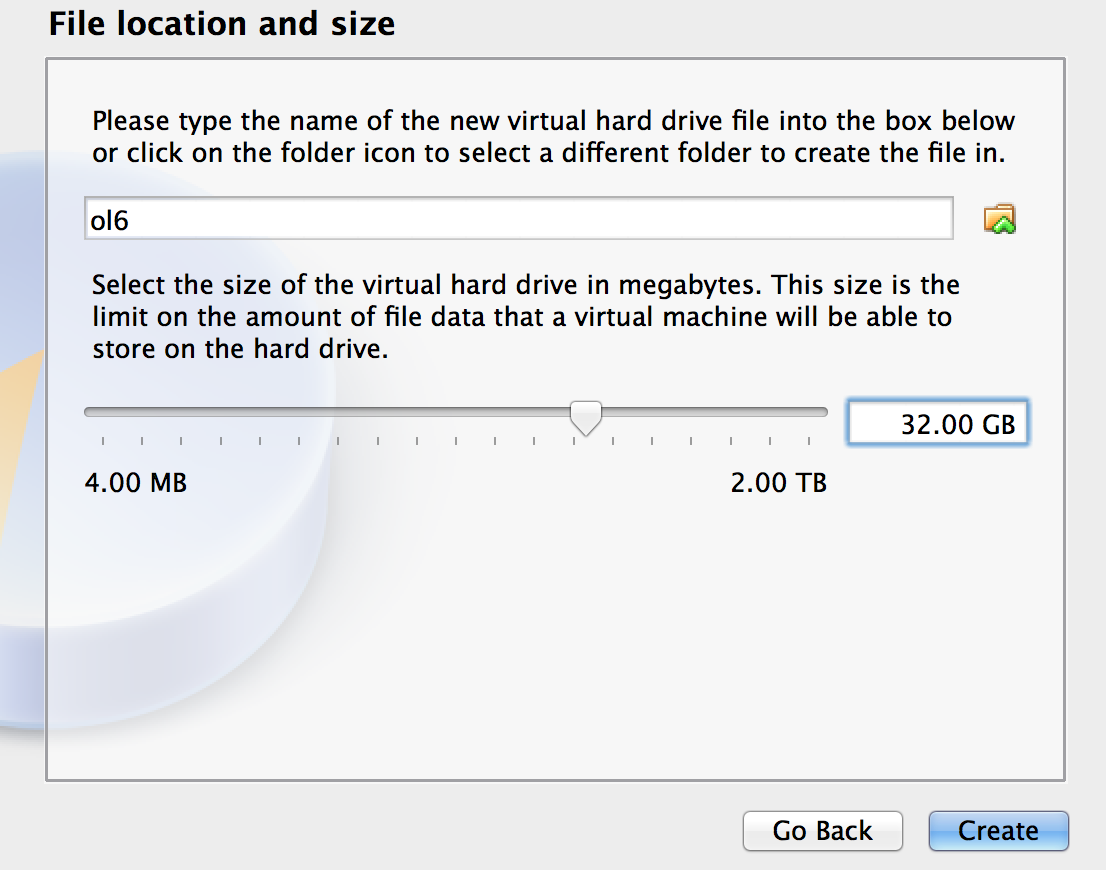 File location and size
Please type the name of the new virtual hard drive file into the box below
or click on the folder icon to select a different folder to create the file in.
ol6
Select the size of the virtual hard drive in megabytes. This size is the
limit on the amount of file data that a virtual machine will be able to
store on the hard drive.
32.00 GB
4.00 MB
2.00 TB
Go Back
Create